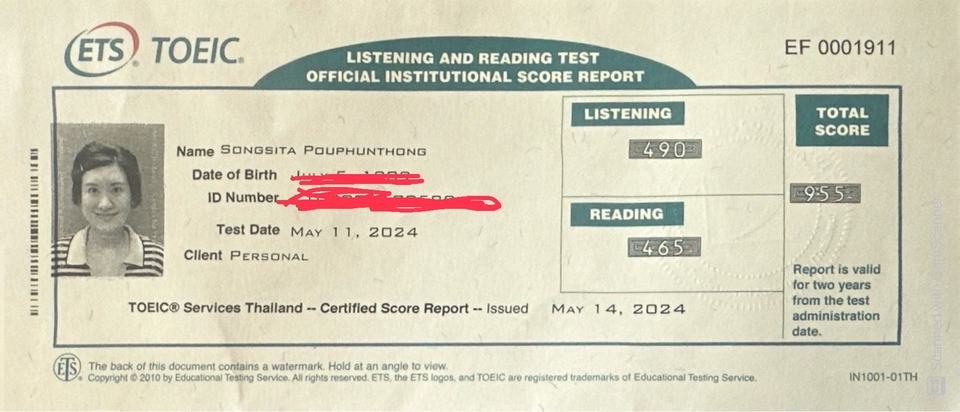 ETS® TOEIC®
LISTENING AND READING TEST
OFFICIAL INSTITUTIONAL SCORE REPORT
EF 0001911
Name SONGSITA POUPHUNTHONG
Date of Birth
ID Number
Test Date MAY 11, 2024
Client PERSONAL
LISTENING
490
READING
465
TOTAL
SCORE
955
Report is valid
for two years
from the test
administration
date.
TOEIC® Services Thailand -- Certified Score Report -- Issued MAY 14, 2024
ETS® The back of this document contains a watermark. Hold at an angle to view.
Copyright © 2010 by Educational Testing Service. All rights reserved. ETS, the ETS logos, and TOEIC are registered trademarks of Educational Testing Service.
IN1001-01TH